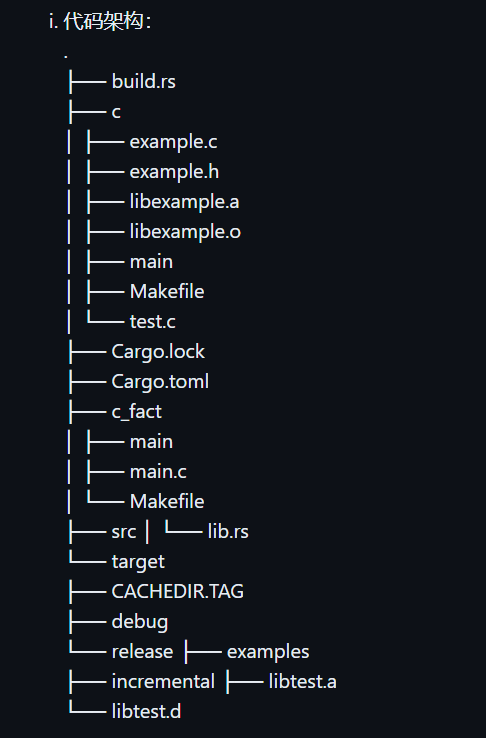 i. 代码架构：
.
├── build.rs
├── c
│ ├── example.c
│ ├── example.h
│ ├── libexample.a
│ ├── libexample.o
│ ├── main
│ ├── Makefile
│ └── test.c
├── Cargo.lock
├── Cargo.toml
├── c_fact
│ ├── main
│ ├── main.c
│ └── Makefile
├── src │ └── lib.rs
└── target
├── CACHEDIR.TAG
├── debug
└── release ├── examples
├── incremental ├── libtest.a
└── libtest.d